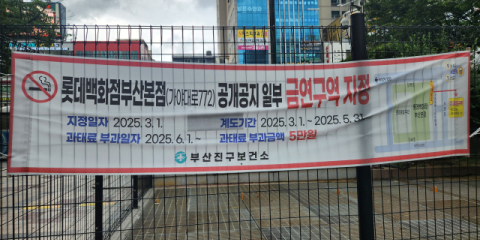 롯데백화점부산본점(가야대로772) 공개공지 일부 금연구역 지정
지정일자 2025. 3. 1. 계도기간 2025. 3. 1. ~ 2025. 5. 31.
과태료 부과일자 2025. 6. 1. ~ 과태료 부과금액 5만원
부산진구보건소